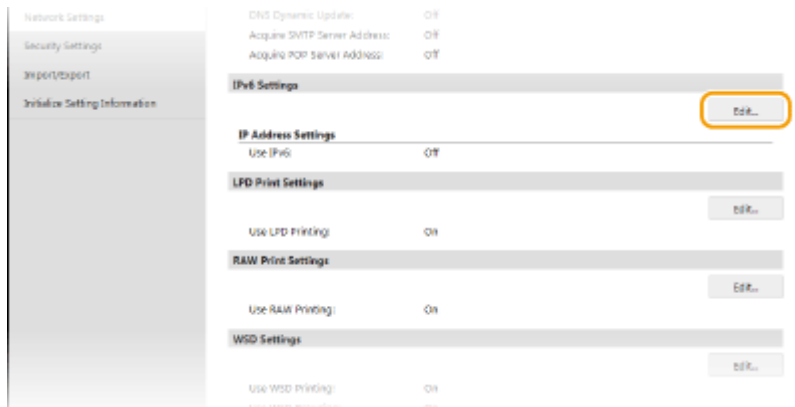 Network Settings
Security Settings
Import/Export
Initialize Setting Information
DNS Dynamic Update: Off
Acquire SMTP Server Address: Off
Acquire POP Server Address: Off
IPv6 Settings
Edit...
IP Address Settings
Use IPv6: Off
LPD Print Settings
Edit...
Use LPD Printing: On
RAW Print Settings
Edit...
Use RAW Printing: On
WSD Settings
Edit...
Use WSD Printing: On